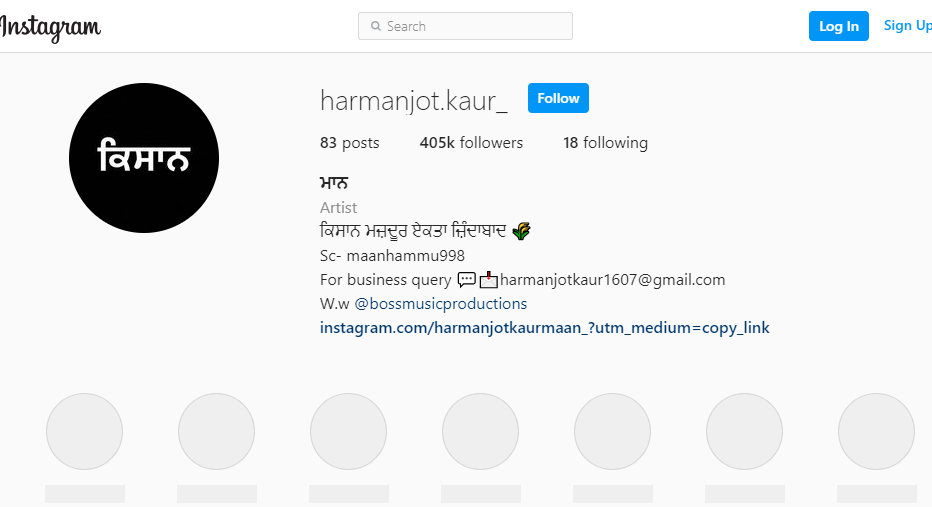 Instagram
Search
Log In
Sign Up
ਕਿਸਾਨ
harmanjot.kaur_
Follow
83 posts 405k followers 18 following
ਮਾਨ
Artist
ਕਿਸਾਨ ਮਜ਼ਦੂਰ ਏਕਤਾ ਜ਼ਿੰਦਾਬਾਦ 🌾
Sc- maanhammu998
For business query 💬📩harmanjotkaur1607@gmail.com
W.w @bossmusicproductions
instagram.com/harmanjotkaurmaan_?utm_medium=copy_link